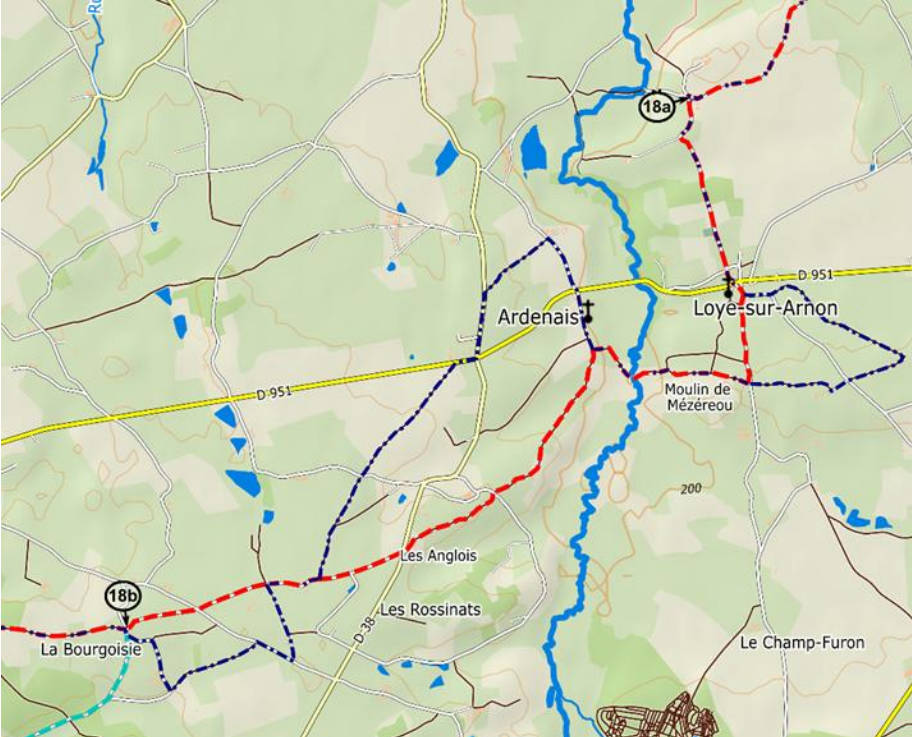 18a
D 951
Ardenais
Loye-sur-Arnon
D 951
Moulin de
Mézéreou
200
Les Anglois
18b
Les Rossinats
D 38
La Bourgoisie
Le Champ-Furon